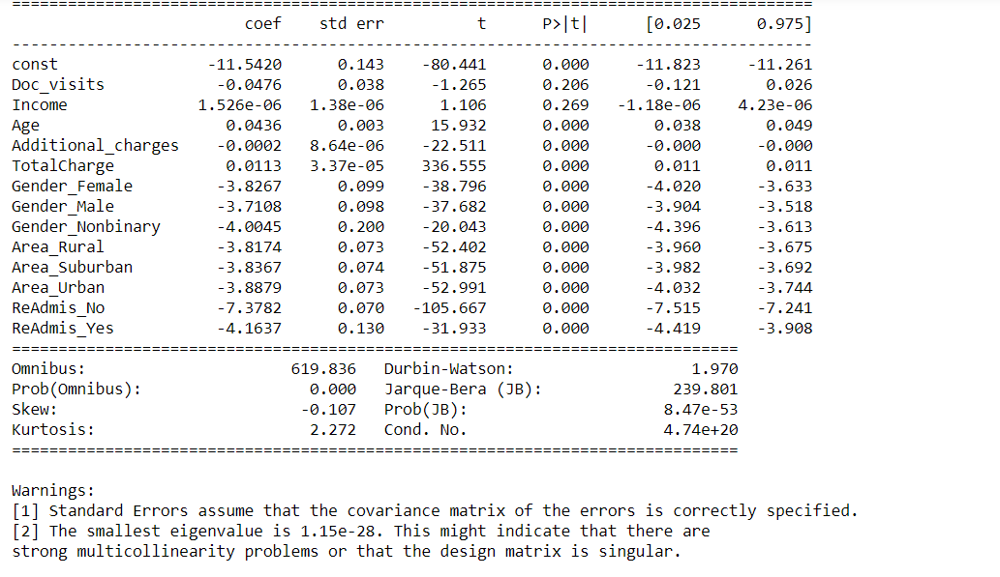 ==============================================================================
coef std err t P>|t| [0.025 0.975]
--------------------------------------------------------------------------------------
const -11.5420 0.143 -80.441 0.000 -11.823 -11.261
Doc_visits -0.0476 0.038 -1.265 0.206 -0.121 0.026
Income 1.526e-06 1.38e-06 1.106 0.269 -1.18e-06 4.23e-06
Age 0.0436 0.003 15.932 0.000 0.038 0.049
Additional_charges -0.0002 8.64e-06 -22.511 0.000 -0.000 -0.000
TotalCharge 0.0113 3.37e-05 336.555 0.000 0.011 0.011
Gender_Female -3.8267 0.099 -38.796 0.000 -4.020 -3.633
Gender_Male -3.7108 0.098 -37.682 0.000 -3.904 -3.518
Gender_Nonbinary -4.0045 0.200 -20.043 0.000 -4.396 -3.613
Area_Rural -3.8174 0.073 -52.402 0.000 -3.960 -3.675
Area_Suburban -3.8367 0.074 -51.875 0.000 -3.982 -3.692
Area_Urban -3.8879 0.073 -52.991 0.000 -4.032 -3.744
ReAdmis_No -7.3782 0.070 -105.667 0.000 -7.515 -7.241
ReAdmis_Yes -4.1637 0.130 -31.933 0.000 -4.419 -3.908
==============================================================================
Omnibus: 619.836 Durbin-Watson: 1.970
Prob(Omnibus): 0.000 Jarque-Bera (JB): 239.801
Skew: -0.107 Prob(JB): 8.47e-53
Kurtosis: 2.272 Cond. No. 4.74e+20
==============================================================================
Warnings:
[1] Standard Errors assume that the covariance matrix of the errors is correctly specified.
[2] The smallest eigenvalue is 1.15e-28. This might indicate that there are
strong multicollinearity problems or that the design matrix is singular.